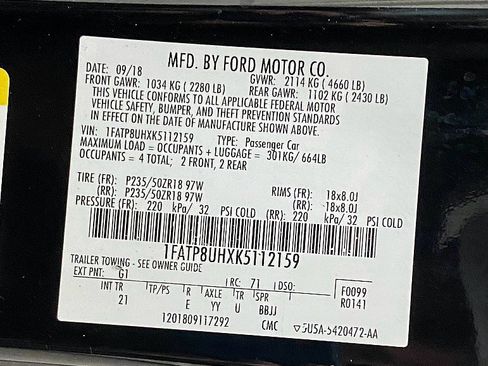 MFD. BY FORD MOTOR CO.
DATE: 09/18 GVWR: 2114 KG ( 4660 LB)
FRONT GAWR: 1034 KG ( 2280 LB) REAR GAWR: 1102 KG ( 2430 LB)
THIS VEHICLE CONFORMS TO ALL APPLICABLE FEDERAL MOTOR
VEHICLE SAFETY, BUMPER, AND THEFT PREVENTION STANDARDS
IN EFFECT ON THE DATE OF MANUFACTURE SHOWN ABOVE.
VIN: 1FATP8UHXK5112159 TYPE: Passenger Car
MAXIMUM LOAD = OCCUPANTS + LUGGAGE = 301KG/ 664LB
OCCUPANTS = 4 TOTAL; 2 FRONT, 2 REAR
TIRE (FR): P235/50ZR18 97W RIMS (FR): 18x8.0J
(RR): P235/50ZR18 97W (RR): 18x8.0J
PRESSURE (FR): 220 kPa/ 32 PSI COLD (RR): 220 kPa/ 32 PSI COLD
1FATP8UHXK5112159
TRAILER TOWING - SEE OWNER GUIDE
EXT PNT: G1 RC: 71 DSO: F0099
R0141
INT TR TP/PS R AXLE TR SPR
21 E YY U BBJJ
1201809117292 CMC 5U5A-5420472-AA